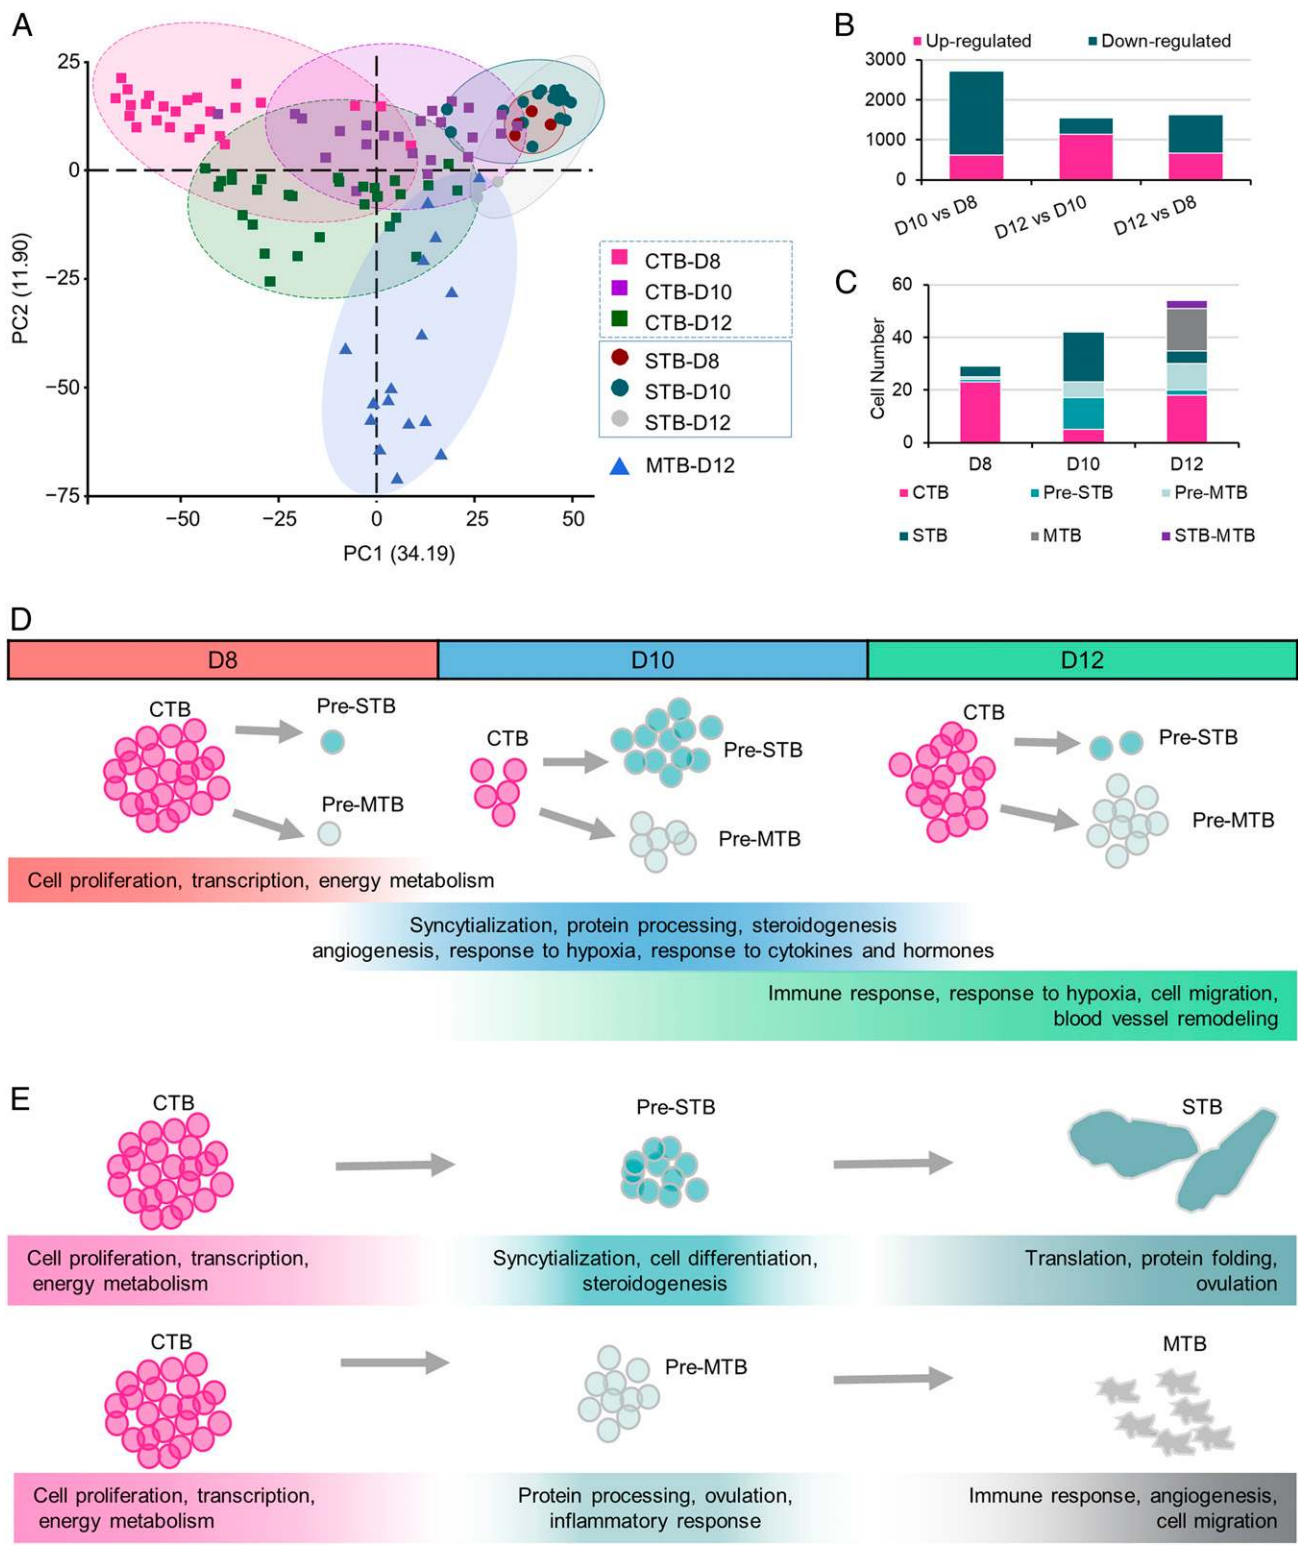 A
25
0
−25
−50
−75
PC2 (11.90)
−50
−25
0
25
50
PC1 (34.19)
CTB-D8
CTB-D10
CTB-D12
STB-D8
STB-D10
STB-D12
MTB-D12
B
Up-regulated
Down-regulated
3000
2000
1000
0
D10 vs D8
D12 vs D10
D12 vs D8
C
60
40
20
0
Cell Number
D8
D10
D12
CTB
Pre-STB
Pre-MTB
STB
MTB
STB-MTB
D
D8
D10
D12
CTB
Pre-STB
Pre-MTB
CTB
Pre-STB
Pre-MTB
CTB
Pre-STB
Pre-MTB
Cell proliferation, transcription, energy metabolism
Syncytialization, protein processing, steroidogenesis
angiogenesis, response to hypoxia, response to cytokines and hormones
Immune response, response to hypoxia, cell migration,
blood vessel remodeling
E
CTB
Pre-STB
STB
Cell proliferation, transcription,
energy metabolism
Syncytialization, cell differentiation,
steroidogenesis
Translation, protein folding,
ovulation
CTB
Pre-MTB
MTB
Cell proliferation, transcription,
energy metabolism
Protein processing, ovulation,
inflammatory response
Immune response, angiogenesis,
cell migration